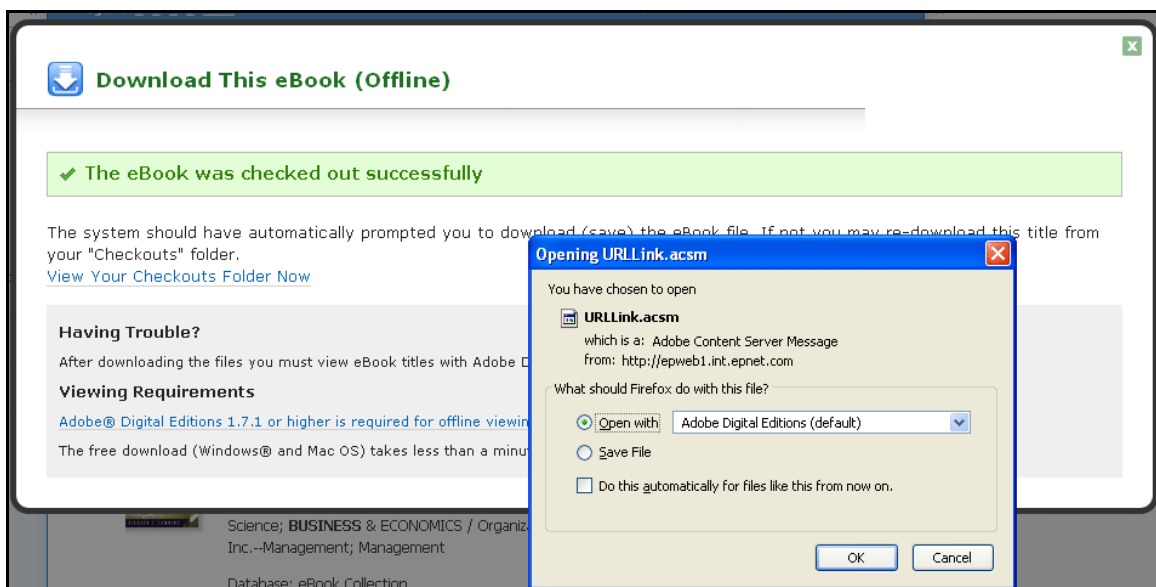 x
Download This eBook (Offline)
The eBook was checked out successfully
The system should have automatically prompted you to download (save) the eBook file. If not you may re-download this title from
your "Checkouts" folder.
View Your Checkouts Folder Now
Having Trouble?
After downloading the files you must view eBook titles with Adobe
Viewing Requirements
Adobe® Digital Editions 1.7.1 or higher is required for offline
The free download (Windows® and Mac OS) takes less than a
Opening URLLink.acsm
You have chosen to open
URLLink.acsm
which is a: Adobe Content Server Message
from: http://epweb1.int.epnet.com
What should Firefox do with this file?
Open with
Adobe Digital Editions (default)
Save File
Do this automatically for files like this from now on.
OK
Cancel
Science; BUSINESS & ECONOMICS /
Inc.--Management; Management
Database: eBook Collection